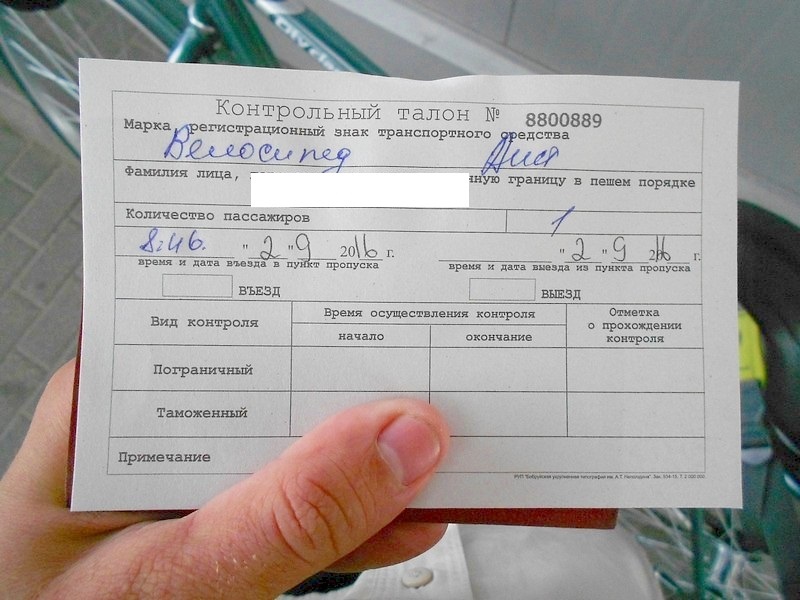 Контрольный талон № 8800889
Марка, регистрационный знак транспортного средства
Велосипед Аист
Фамилия лица, нную границу в пешем порядке
Количество пассажиров 1
8:46. "2" 9 2016 г. "2" 9 2016 г.
время и дата въезда в пункт пропуска время и дата выезда из пункта пропуска
ВЪЕЗД ВЫЕЗД
Вид контроля Время осуществления контроля Отметка о прохождении контроля
начало окончание
Пограничный
Таможенный
Примечание